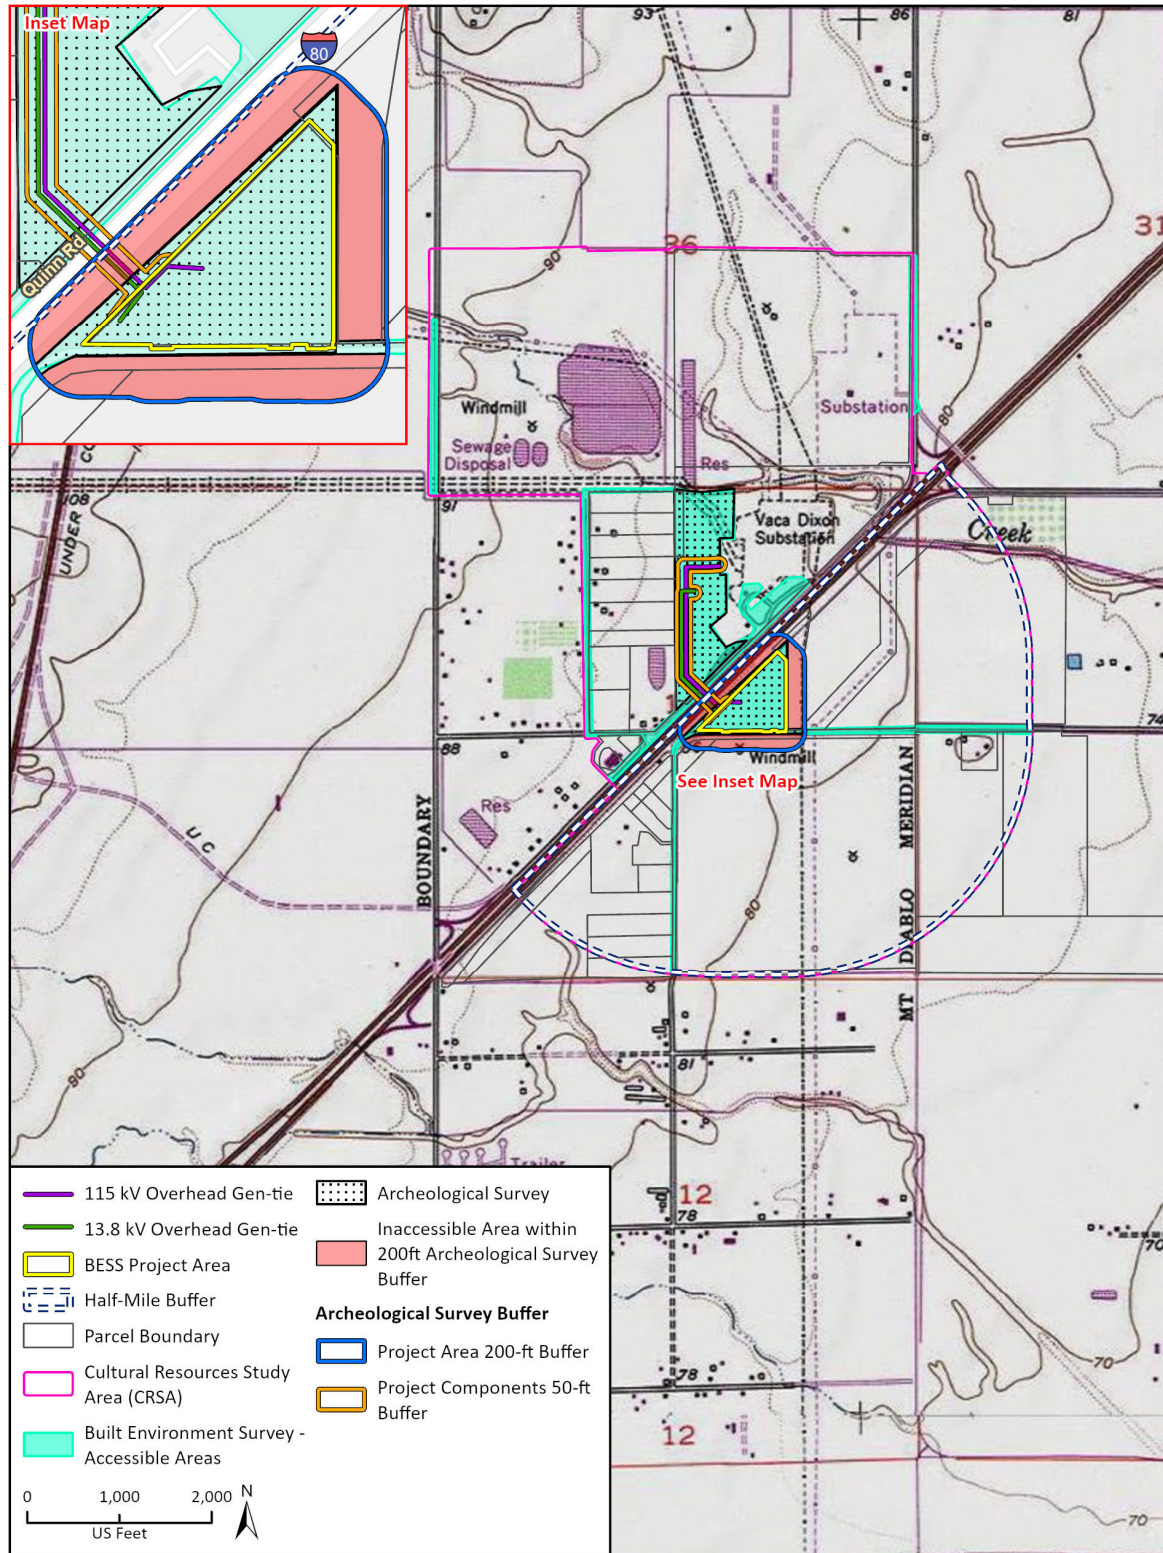 Inset Map
80
Quinn Rd
93
86
81
36
31
90
80
Windmill
Sewage
Disposal
Substation
Res
91
UNDER
Vaca Dixon
Substation
Creek
74
88
Windmill
See Inset Map
Res
U C
BOUNDARY
MERIDIAN
DIABLO
MT
80
90
81
Trailer
12
78
70
78
70
12
70
115 kV Overhead Gen-tie
13.8 kV Overhead Gen-tie
BESS Project Area
Half-Mile Buffer
Parcel Boundary
Cultural Resources Study
Area (CRSA)
Built Environment Survey -
Accessible Areas
Archeological Survey
Inaccessible Area within
200ft Archeological Survey
Buffer
Archeological Survey Buffer
Project Area 200-ft Buffer
Project Components 50-ft
Buffer
0 1,000 2,000
US Feet
N